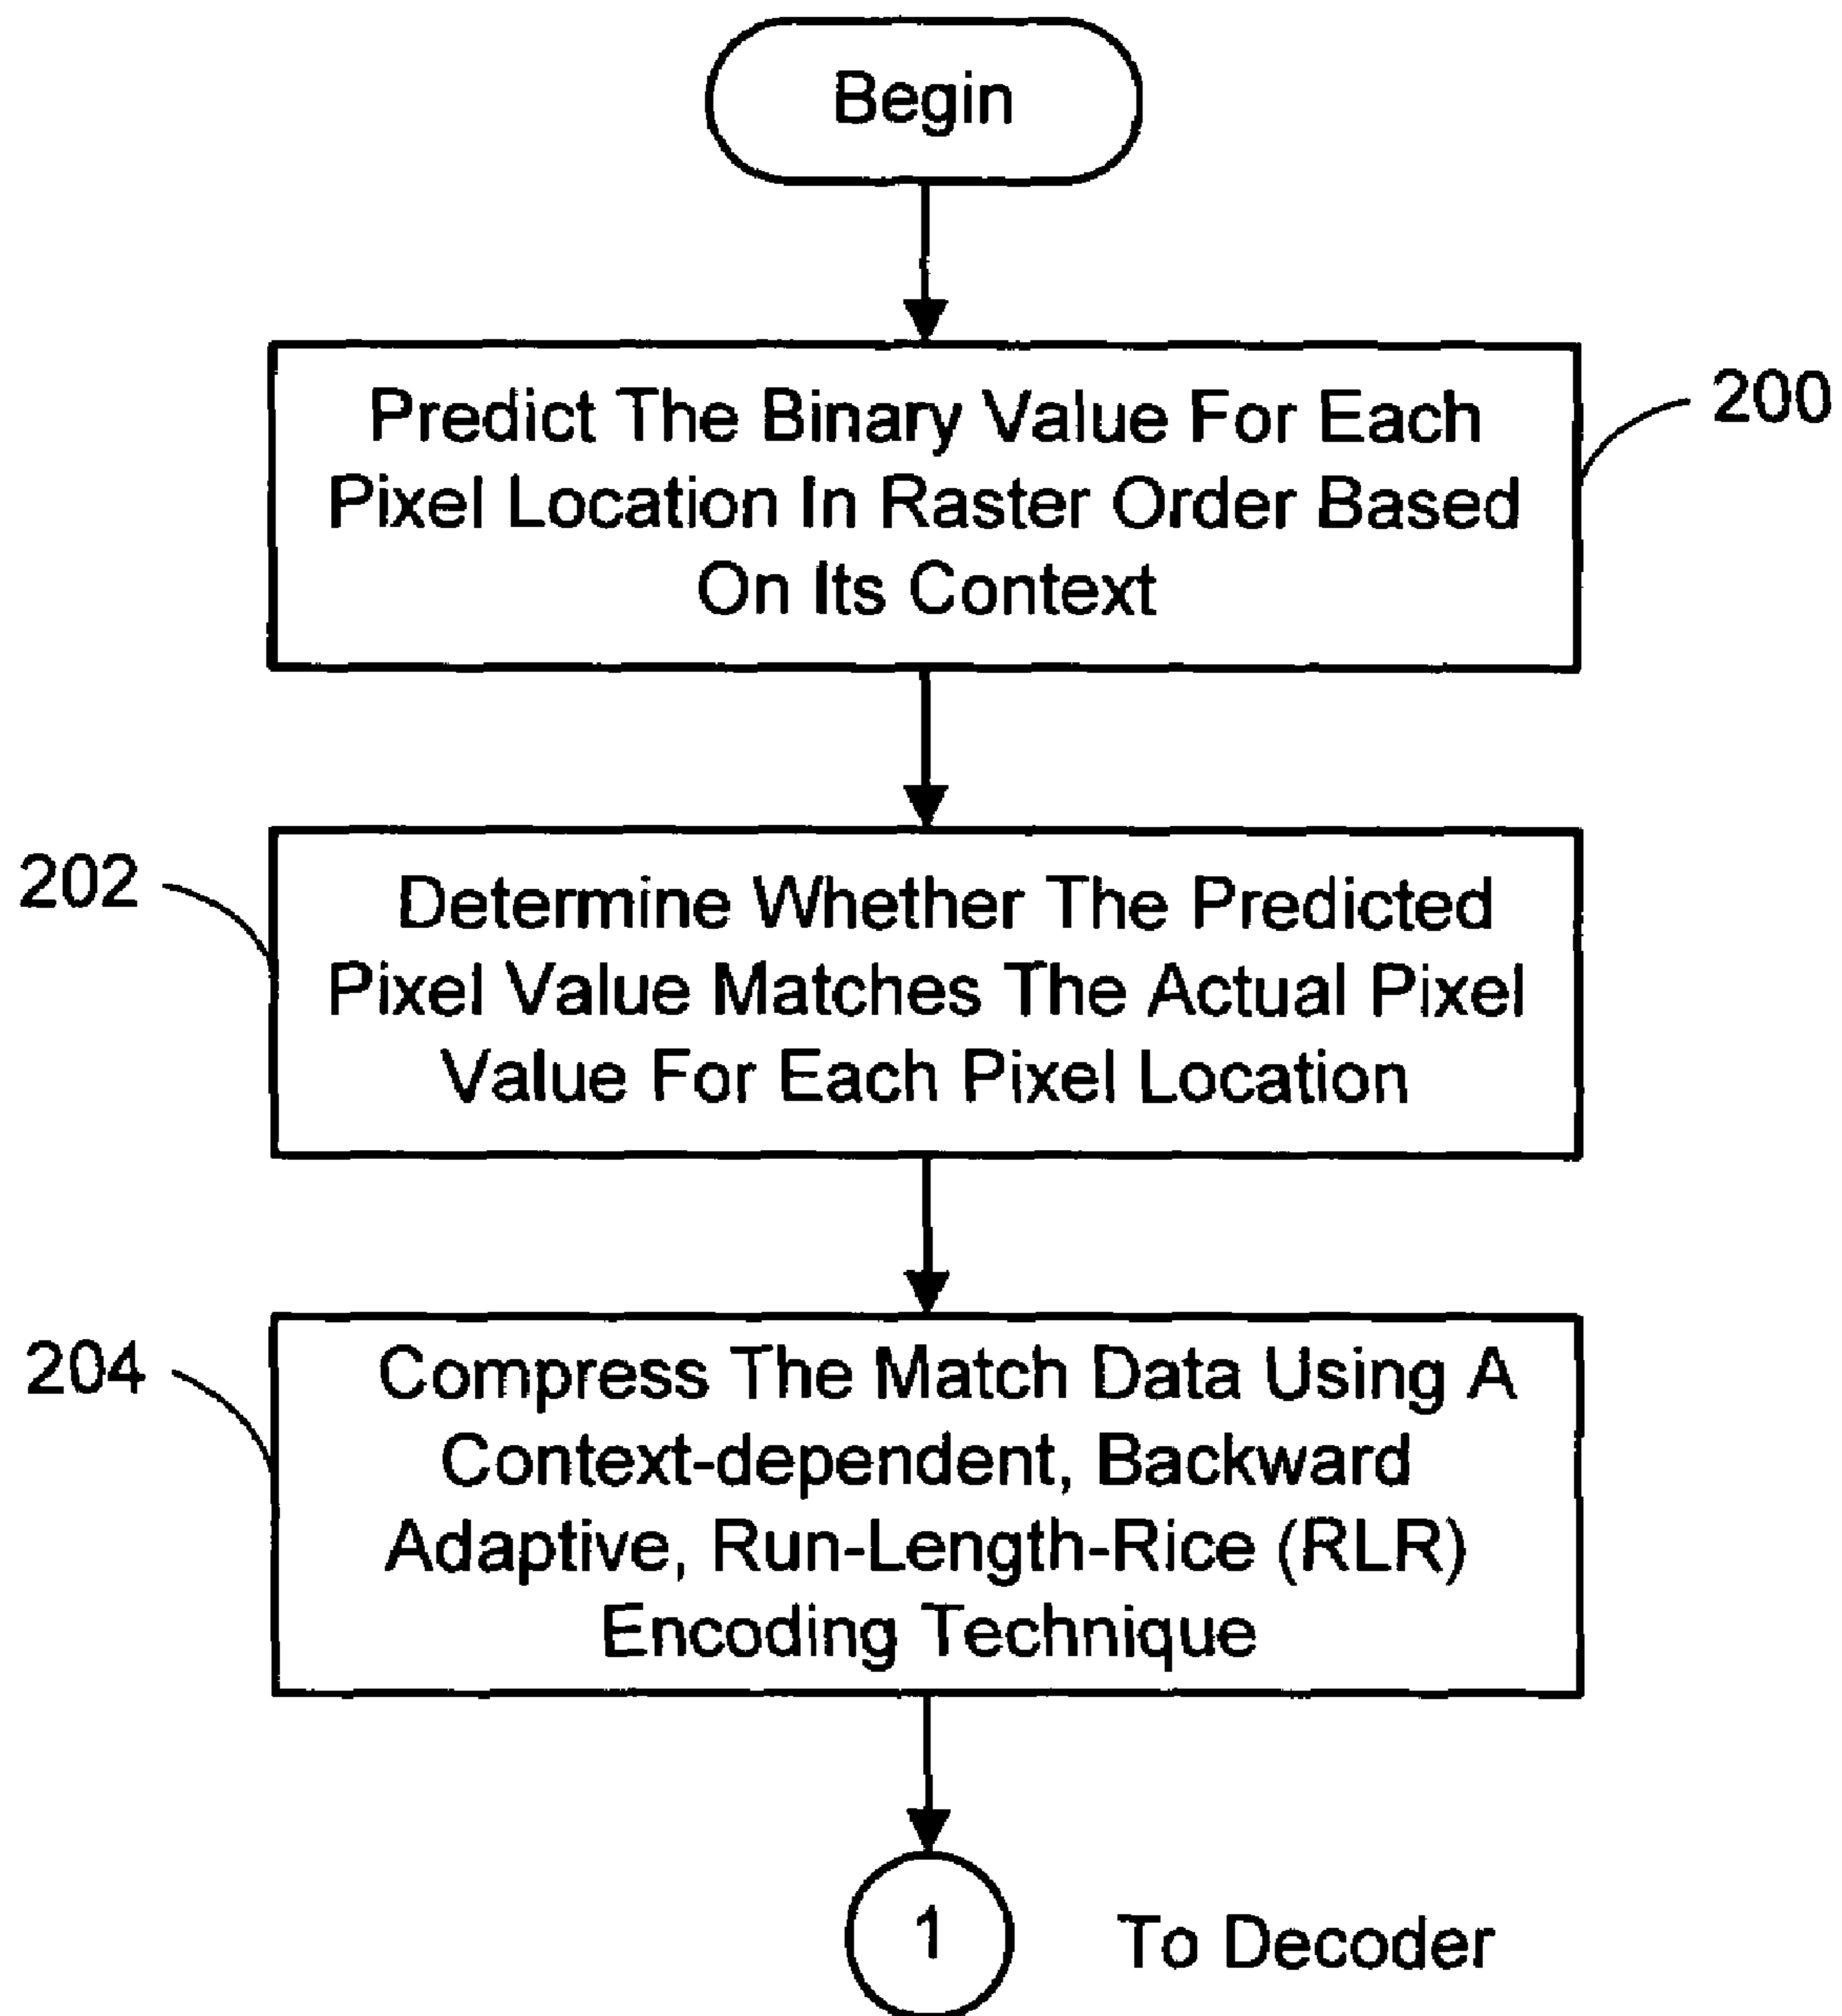 Begin
Predict The Binary Value For Each
Pixel Location In Raster Order Based
On Its Context
200
202
Determine Whether The Predicted
Pixel Value Matches The Actual Pixel
Value For Each Pixel Location
204
Compress The Match Data Using A
Context-dependent, Backward
Adaptive, Run-Length-Rice (RLR)
Encoding Technique
1
To Decoder